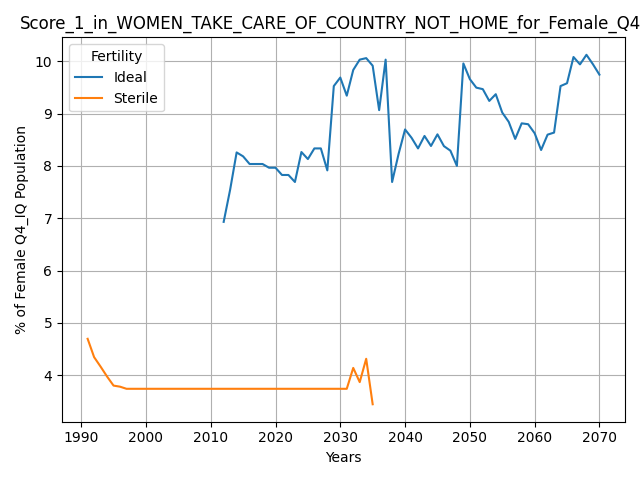 Score_1_in_WOMEN_TAKE_CARE_OF_COUNTRY_NOT_HOME_for_Female_Q4
Fertility
Ideal
Sterile
% of Female Q4_IQ Population
10
9
8
7
6
5
4
1990 2000 2010 2020 2030 2040 2050 2060 2070
Years